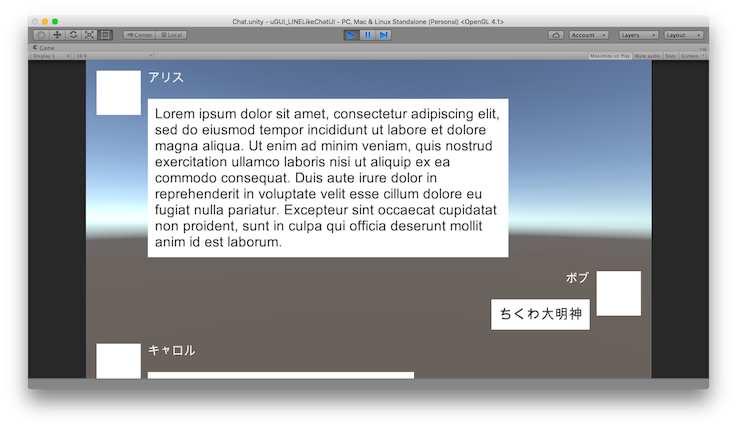 Chat.unity - uGUI_LINELikeChatUI - PC, Mac & Linux Standalone (Personal) <OpenGL 4.1>
Center Local Account Layers Layout
Game
Display 1 Maximize on Play Mute audio Stats Gizmos
アリス
Lorem ipsum dolor sit amet, consectetur adipiscing elit,
sed do eiusmod tempor incididunt ut labore et dolore
magna aliqua. Ut enim ad minim veniam, quis nostrud
exercitation ullamco laboris nisi ut aliquip ex ea
commodo consequat. Duis aute irure dolor in
reprehenderit in voluptate velit esse cillum dolore eu
fugiat nulla pariatur. Excepteur sint occaecat cupidatat
non proident, sunt in culpa qui officia deserunt mollit
anim id est laborum.
ボブ
ちくわ大明神
キャロル